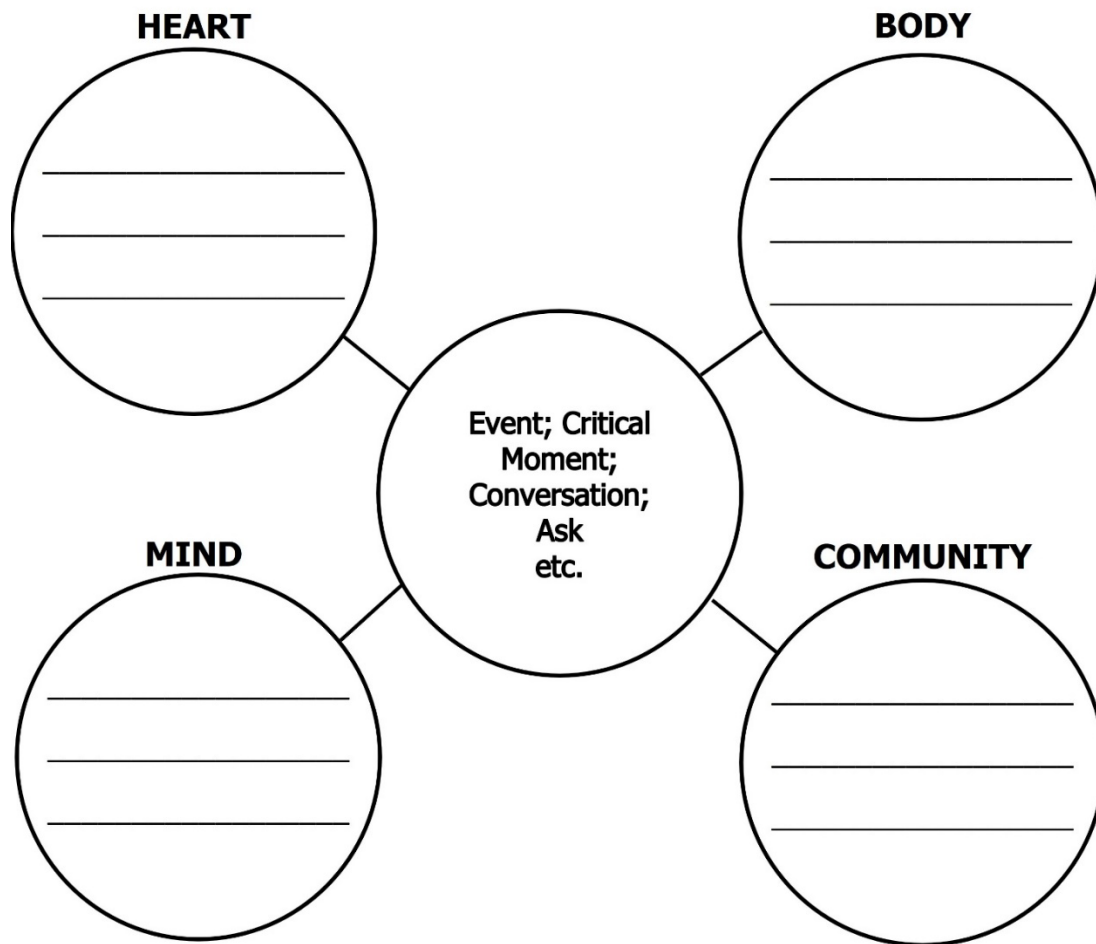 HEART
BODY
Event; Critical
Moment;
Conversation;
Ask
etc.
MIND
COMMUNITY